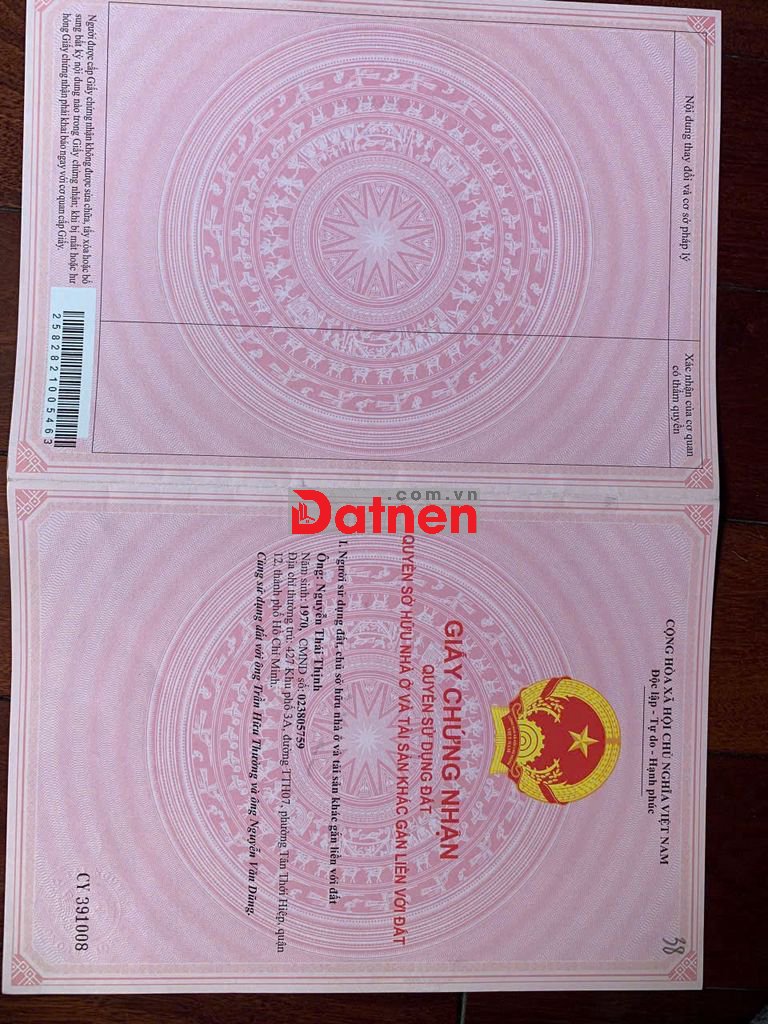 Nội dung thay đổi và cơ sở pháp lý
Xác nhận của cơ quan
có thẩm quyền
Người được cấp Giấy chứng nhận không được sửa chữa, tẩy xóa hoặc bổ
sung bất kỳ nội dung nào trong Giấy chứng nhận; khi bị mất hoặc hư
hỏng Giấy chứng nhận phải khai báo ngay với cơ quan cấp Giấy.
2582821005463
Datnen
.com.vn
38
CỘNG HÒA XÃ HỘI CHỦ NGHĨA VIỆT NAM
Độc lập - Tự do - Hạnh phúc
GIẤY CHỨNG NHẬN
QUYỀN SỬ DỤNG ĐẤT
QUYỀN SỞ HỮU NHÀ Ở VÀ TÀI SẢN KHÁC GẮN LIỀN VỚI ĐẤT
I. Người sử dụng đất, chủ sở hữu nhà ở và tài sản khác gắn liền với đất
Ông: Nguyễn Thái Thịnh
Năm sinh: 1970, CMND số: 023805759
Địa chỉ thường trú: 427 Khu phố 3A, đường TTH07, phường Tân Thới Hiệp, quận
12, thành phố Hồ Chí Minh.
Cùng sử dụng đất với ông Trần Hữu Thường và ông Nguyễn Văn Dũng.
CY 391008